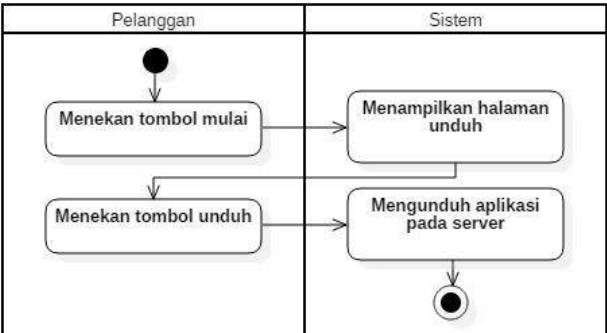 Pelanggan
Sistem
Menekan tombol mulai
Menampilkan halaman
unduh
Menekan tombol unduh
Mengunduh aplikasi
pada server